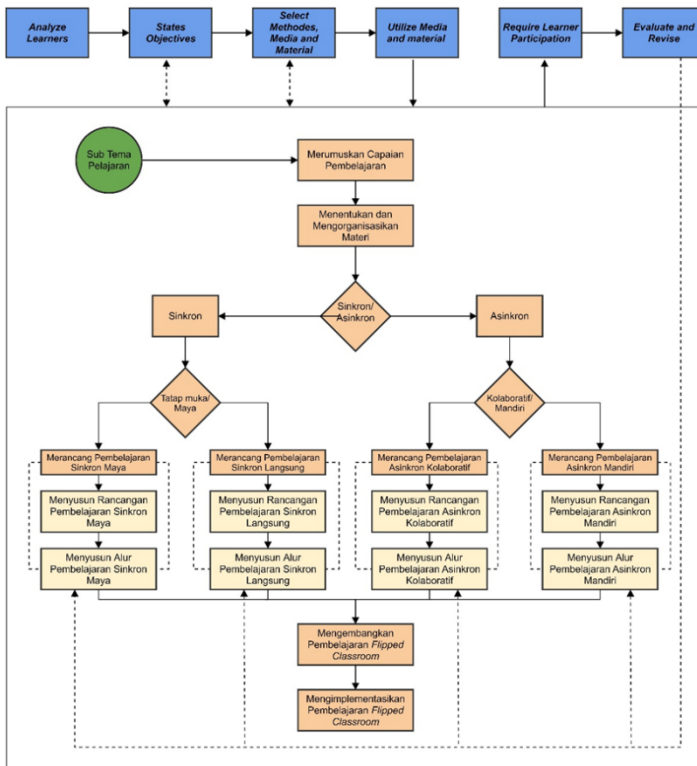 Analyze
Learners
States
Objectives
Select
Methodes,
Media and
Material
Utilize Media
and material
Require Learner
Participation
Evaluate and
Revise
Sub Tema
Pelajaran
Merumuskan Capaian
Pembelajaran
Menentukan dan
Mengorganisasikan
Materi
Sinkron
Sinkron/
Asinkron
Asinkron
Tatap muka/
Maya
Kolaboratif/
Mandiri
Merancang Pembelajaran
Sinkron Maya
Merancang Pembelajaran
Sinkron Langsung
Merancang Pembelajaran
Asinkron Kolaboratif
Merancang Pembelajaran
Asinkron Mandiri
Menyusun Rancangan
Pembelajaran Sinkron
Maya
Menyusun Rancangan
Pembelajaran Sinkron
Langsung
Menyusun Rancangan
Pembelajaran Asinkron
Kolaboratif
Menyusun Rancangan
Pembelajaran Asinkron
Mandiri
Menyusun Alur
Pembelajaran Sinkron
Maya
Menyusun Alur
Pembelajaran Sinkron
Langsung
Menyusun Alur
Pembelajaran Asinkron
Kolaboratif
Menyusun Alur
Pembelajaran Asinkron
Mandiri
Mengembangkan
Pembelajaran Flipped
Classroom
Mengimplementasikan
Pembelajaran Flipped
Classroom